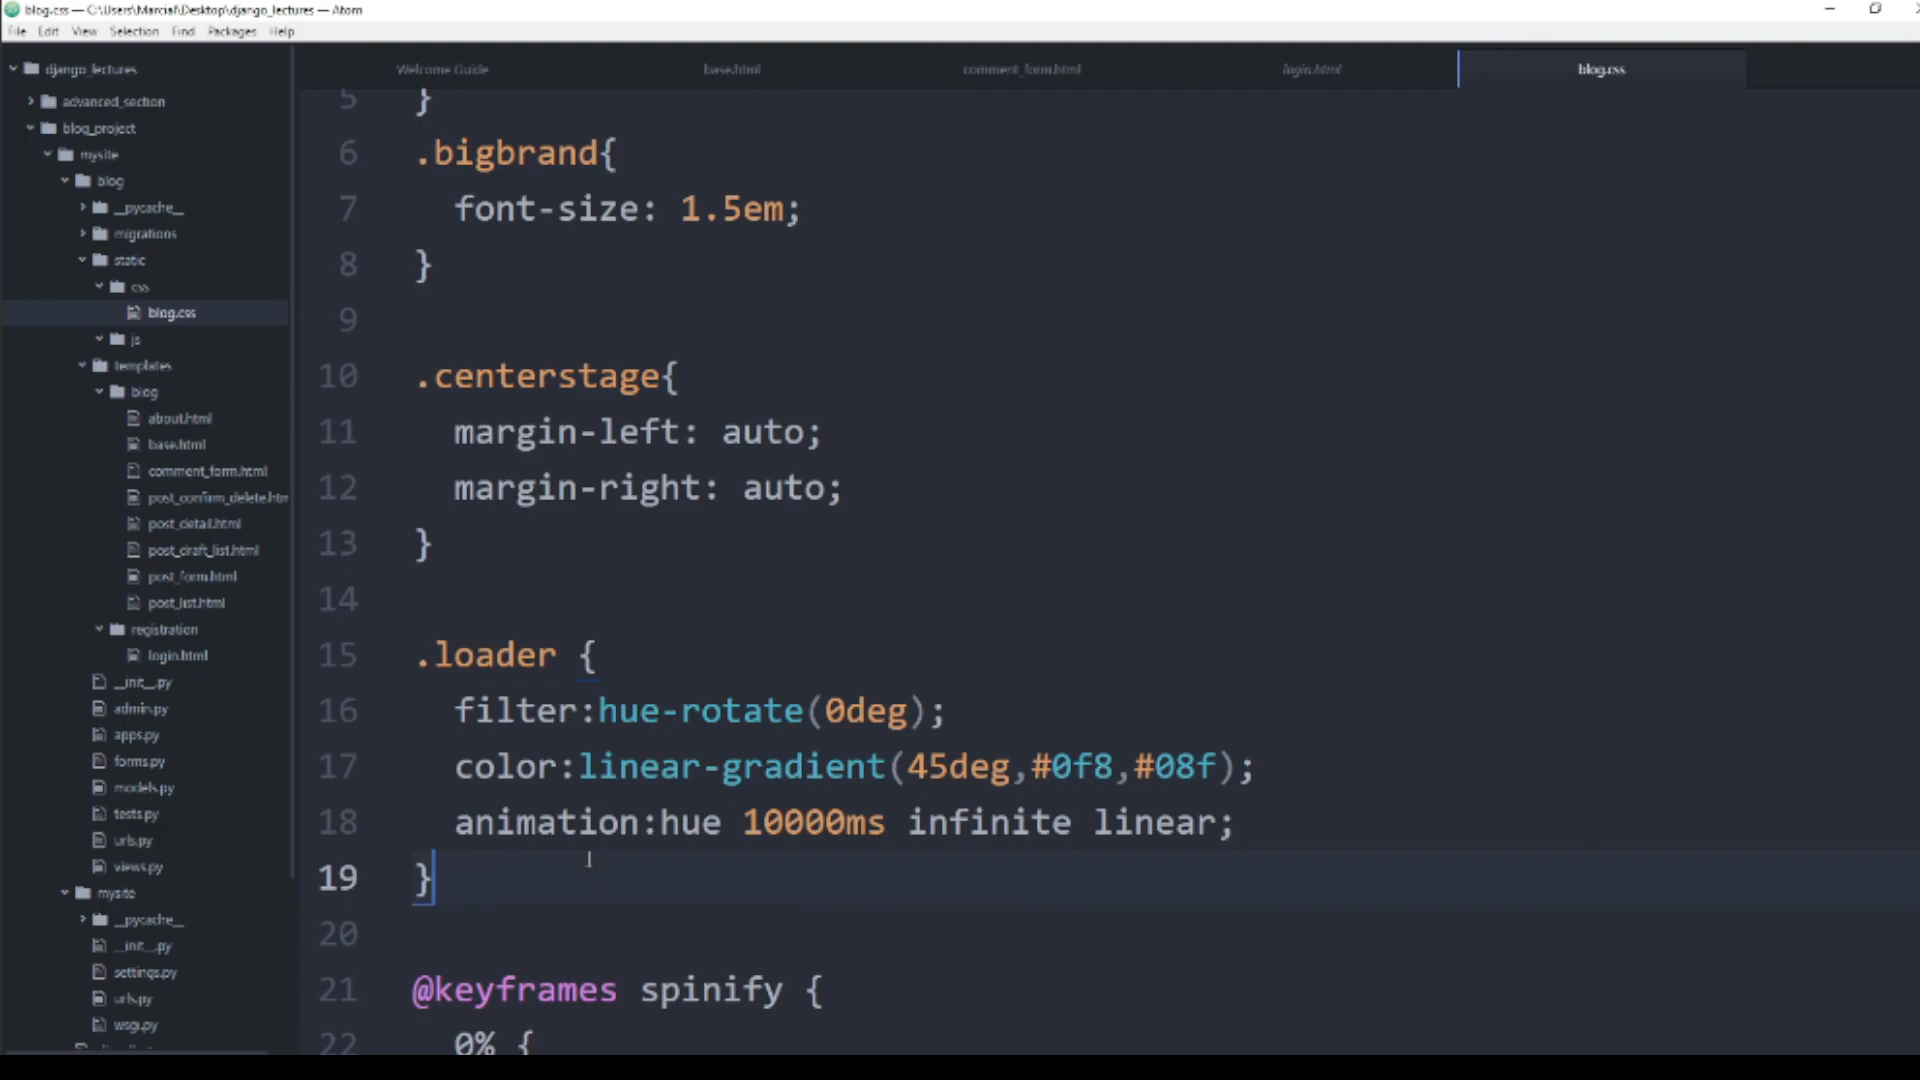 blog.css — C:\Users\Marcial\Desktop\django_lectures — Atom
File Edit View Selection Find Packages Help
django_lectures
advanced_section
blog_project
mysite
blog
__pycache__
migrations
static
css
blog.css
js
templates
blog
about.html
base.html
comment_form.html
post_confirm_delete.htm
post_detail.html
post_draft_list.html
post_form.html
post_list.html
registration
login.html
__init__.py
admin.py
apps.py
forms.py
models.py
tests.py
urls.py
views.py
mysite
__pycache__
__init__.py
settings.py
urls.py
wsgi.py
Welcome Guide base.html comment_form.html login.html blog.css
5 }
6 .bigbrand{
7 font-size: 1.5em;
8 }
9
10 .centerstage{
11 margin-left: auto;
12 margin-right: auto;
13 }
14
15 .loader {
16 filter:hue-rotate(0deg);
17 color:linear-gradient(45deg,#0f8,#08f);
18 animation:hue 10000ms infinite linear;
19 }
20
21 @keyframes spinify {
22 0% {